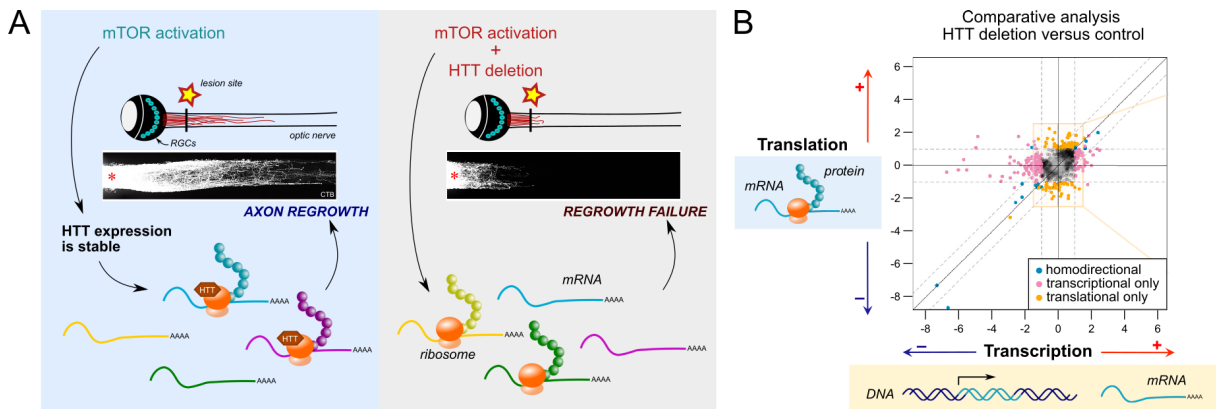 A
mTOR activation
lesion site
optic nerve
RGCs
*
CTB
AXON REGROWTH
HTT expression
is stable
HTT
AAAA
AAAA
HTT
AAAA
AAAA
mTOR activation
+
HTT deletion
*
REGROWTH FAILURE
mRNA
AAAA
AAAA
ribosome
AAAA
AAAA
B
Comparative analysis
HTT deletion versus control
+
Translation
protein
mRNA
AAAA
−
6
4
2
0
-2
-4
-6
-8
homodirectional
transcriptional only
translational only
-8 -6 -4 -2 0 2 4 6
− Transcription +
DNA
mRNA
AAAA